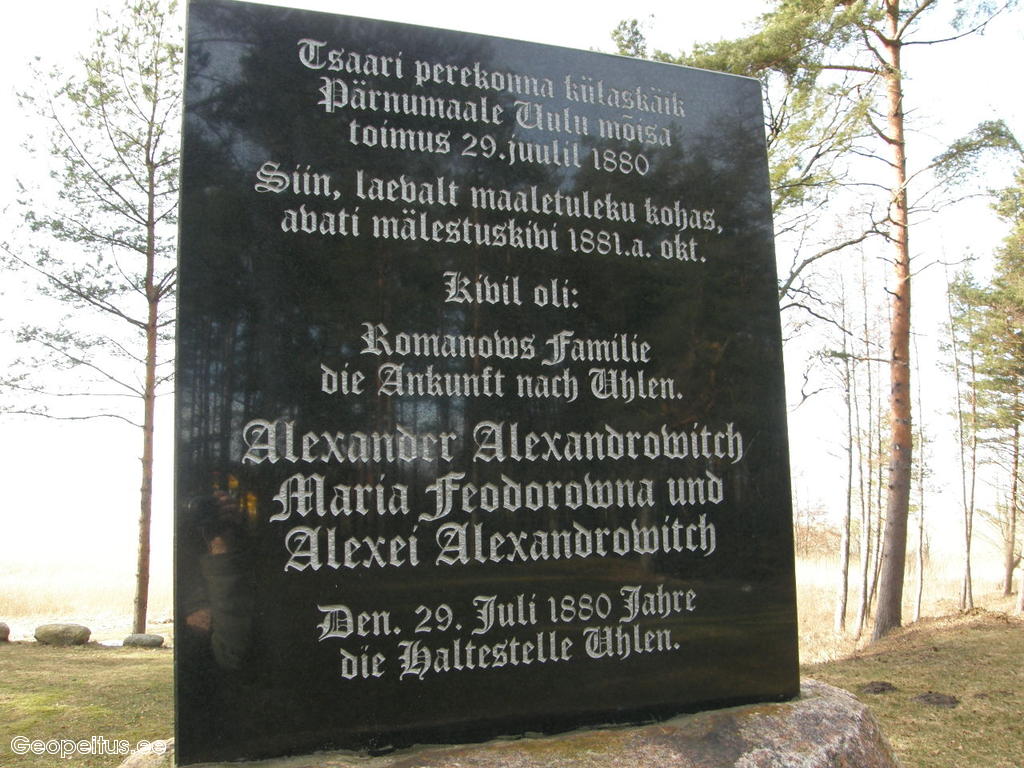 Tsaari perekonna külaskäik
Pärnumaale Uulu mõisa
toimus 29.juulil 1880
Siin, laevalt maaletuleku kohas,
avati mälestuskivi 1881.a. okt.
Kivil oli:
Romanows Familie
die Ankunft nach Uhlen.
Alexander Alexandrowitch
Maria Feodorowna und
Alexei Alexandrowitch
Den. 29. Juli 1880 Jahre
die Haltestelle Uhlen.
Geopeitus.ee